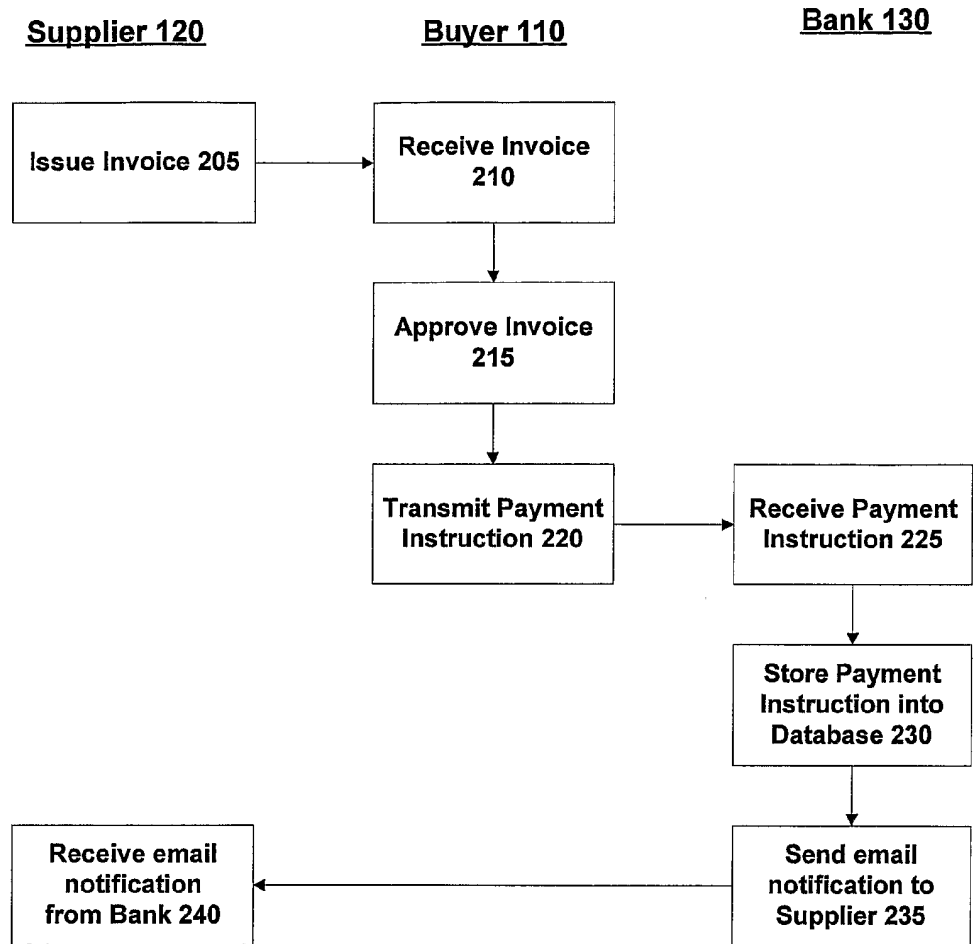 Supplier 120
Buyer 110
Bank 130
Issue Invoice 205
Receive Invoice
210
Approve Invoice
215
Transmit Payment
Instruction 220
Receive Payment
Instruction 225
Store Payment
Instruction into
Database 230
Receive email
notification
from Bank 240
Send email
notification to
Supplier 235